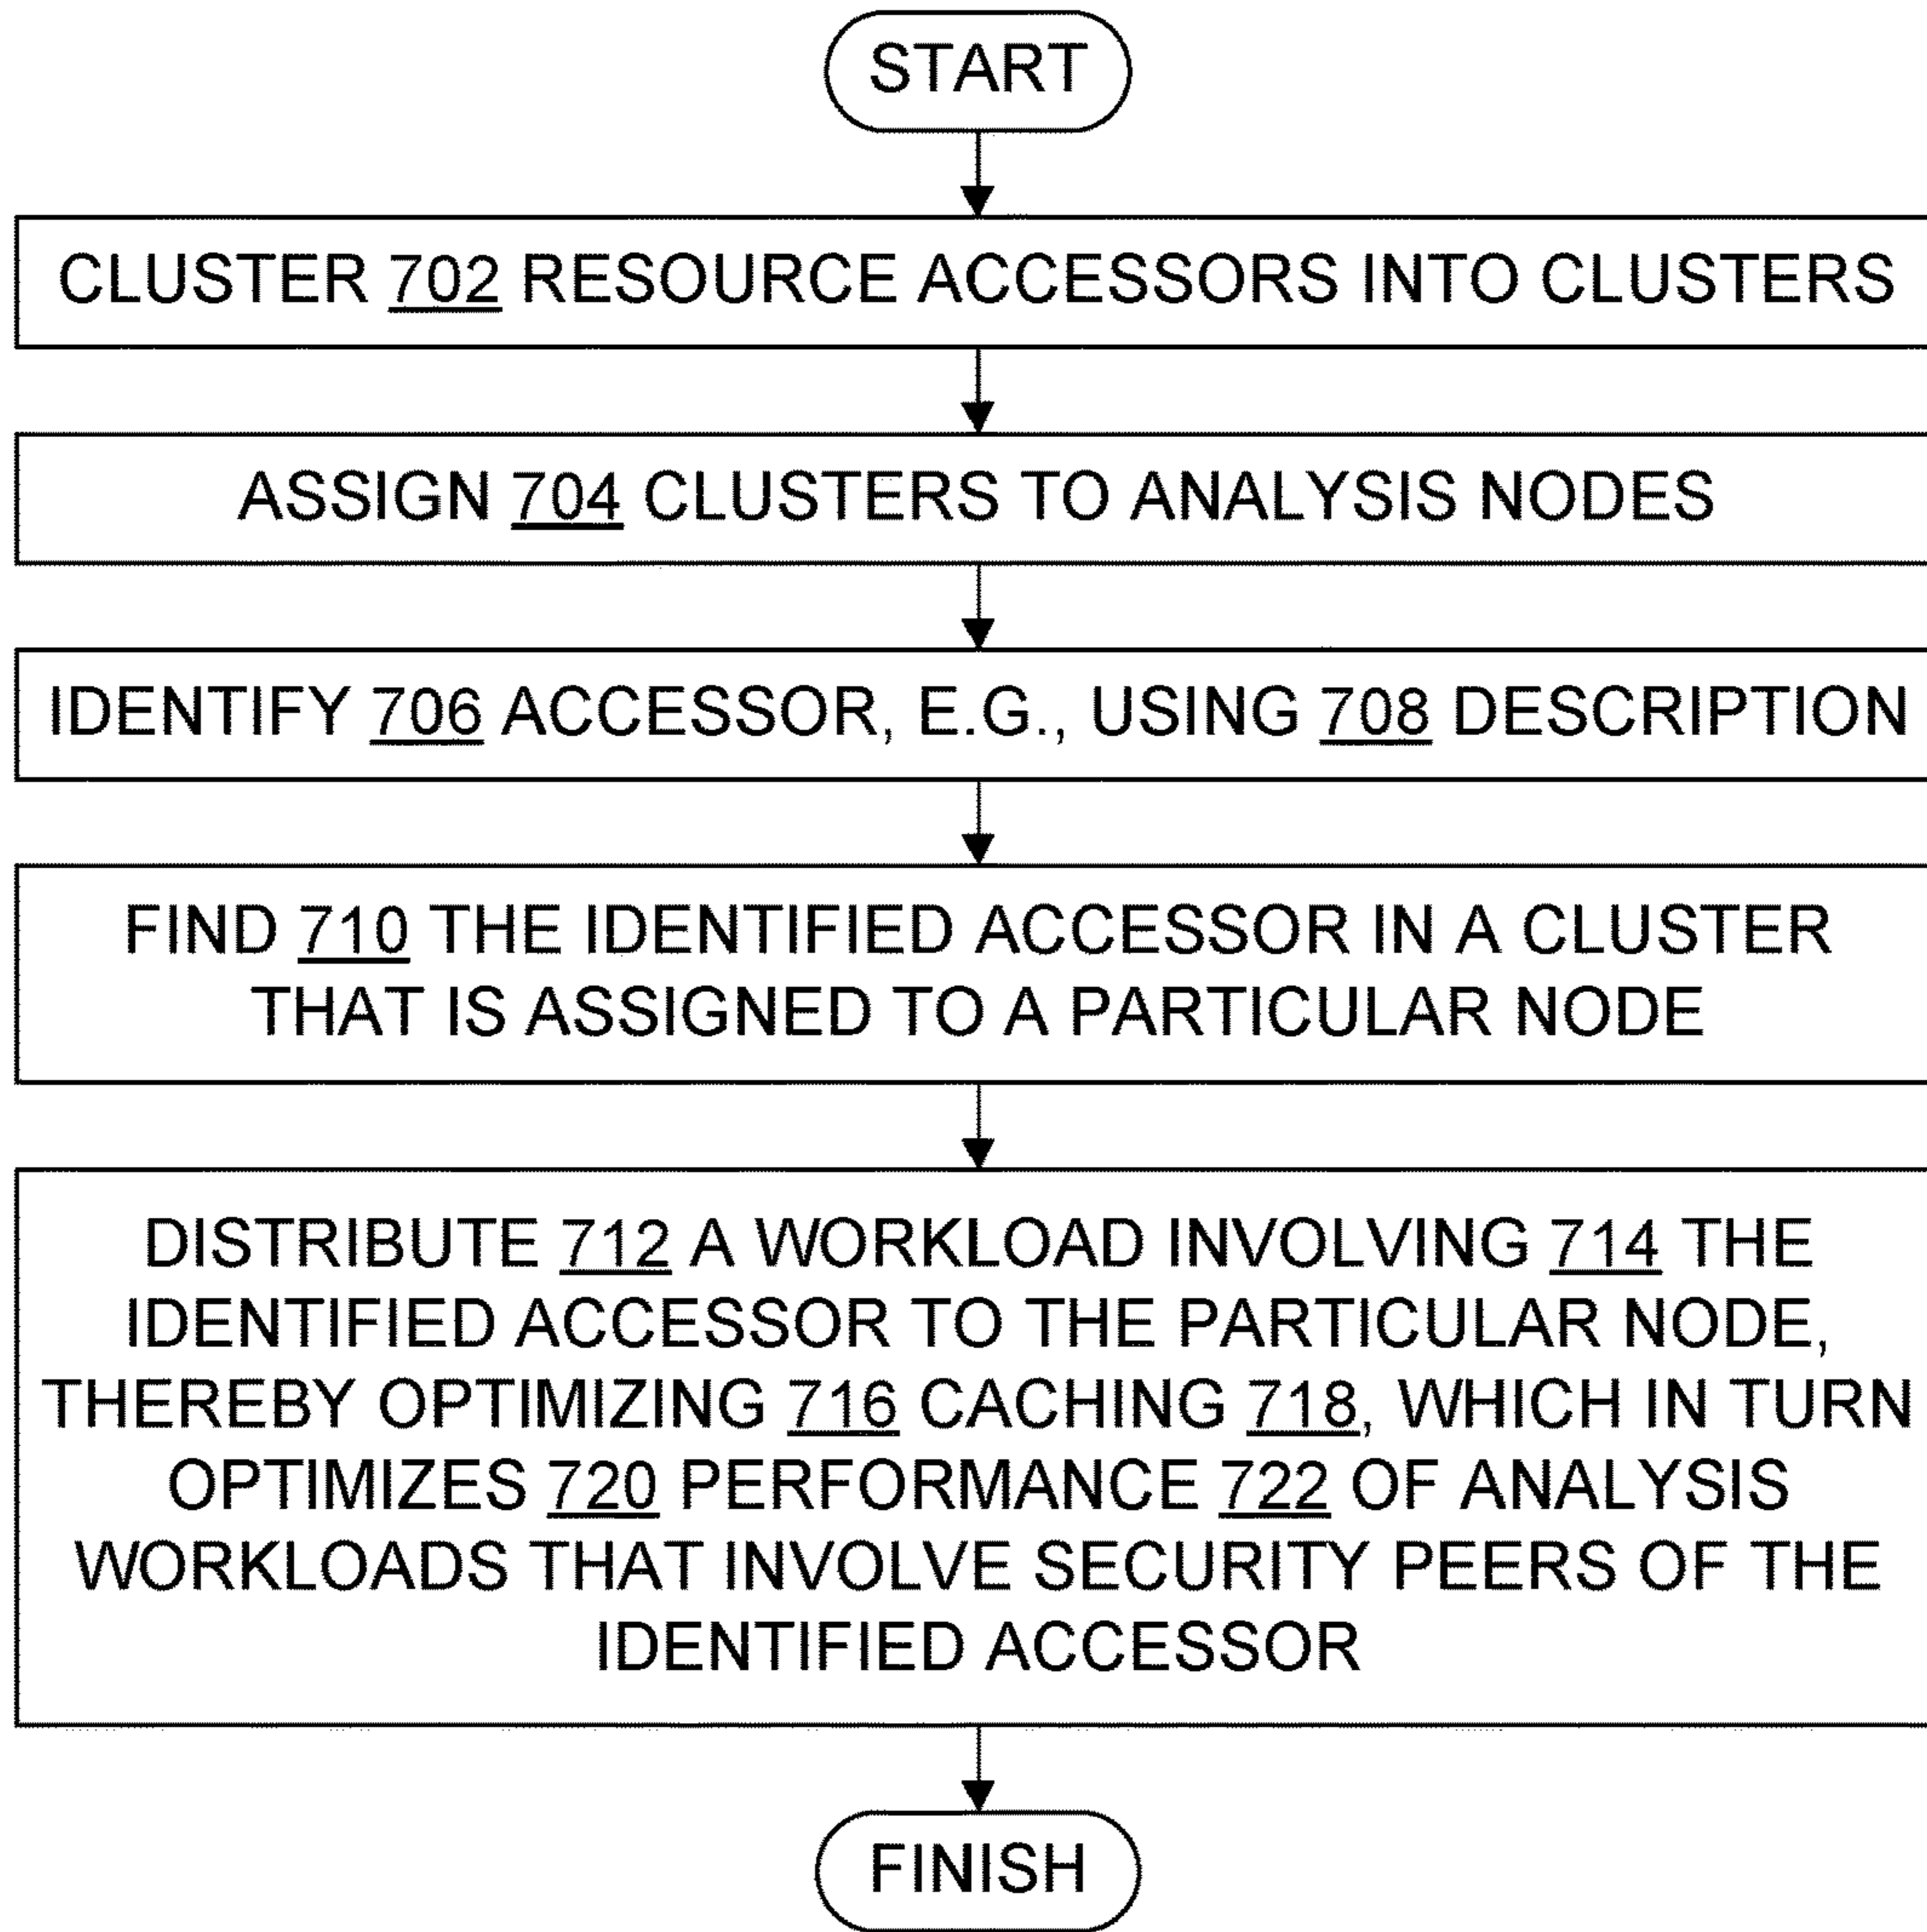 START
CLUSTER 702 RESOURCE ACCESSORS INTO CLUSTERS
ASSIGN 704 CLUSTERS TO ANALYSIS NODES
IDENTIFY 706 ACCESSOR, E.G., USING 708 DESCRIPTION
FIND 710 THE IDENTIFIED ACCESSOR IN A CLUSTER
THAT IS ASSIGNED TO A PARTICULAR NODE
DISTRIBUTE 712 A WORKLOAD INVOLVING 714 THE
IDENTIFIED ACCESSOR TO THE PARTICULAR NODE,
THEREBY OPTIMIZING 716 CACHING 718, WHICH IN TURN
OPTIMIZES 720 PERFORMANCE 722 OF ANALYSIS
WORKLOADS THAT INVOLVE SECURITY PEERS OF THE
IDENTIFIED ACCESSOR
FINISH